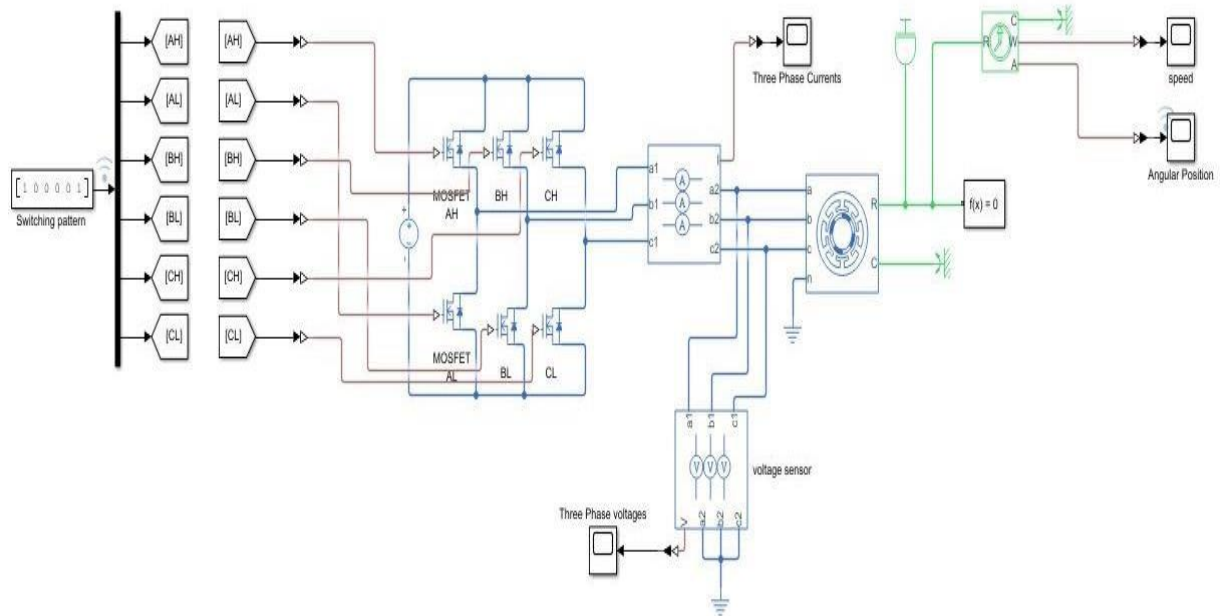 [AH]
[AL]
[BH]
[BL]
[CH]
[CL]
[AH]
[AL]
[BH]
[BL]
[CH]
[CL]
[ 1 0 0 0 0 1 ]
Switching pattern
MOSFET
AH
BH
CH
MOSFET
AL
BL
CL
+
+
-
-
a1
b1
c1
A
A
A
I
a2
b2
c2
Three Phase Currents
a
b
c
n
R
C
R
C
W
A
speed
Angular Position
f(x) = 0
a1
b1
c1
V
V
V
V
a2
b2
c2
voltage sensor
Three Phase voltages